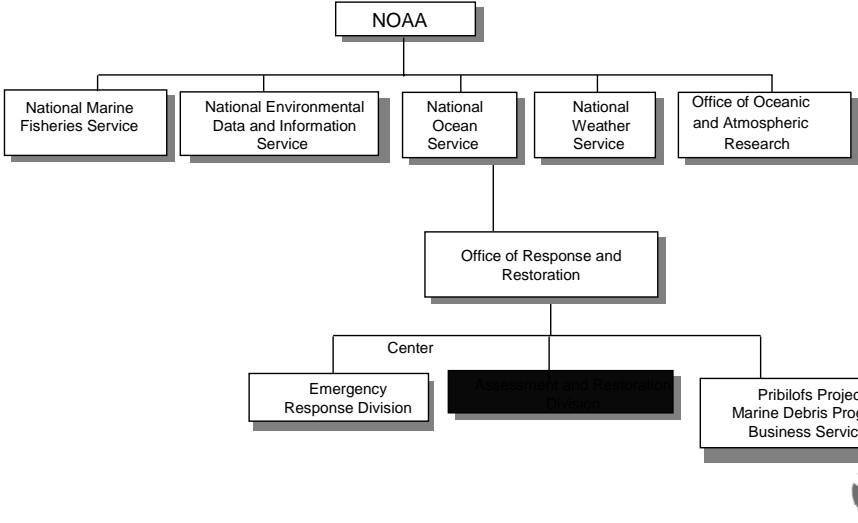 NOAA
National Marine
Fisheries Service
National Environmental
Data and Information
Service
National
Ocean
Service
National
Weather
Service
Office of Oceanic
and Atmospheric
Research
Office of Response and
Restoration
Center
Emergency
Response Division
Assessment and Restoration
Division
Pribilofs Projec
Marine Debris Prog
Business Servic